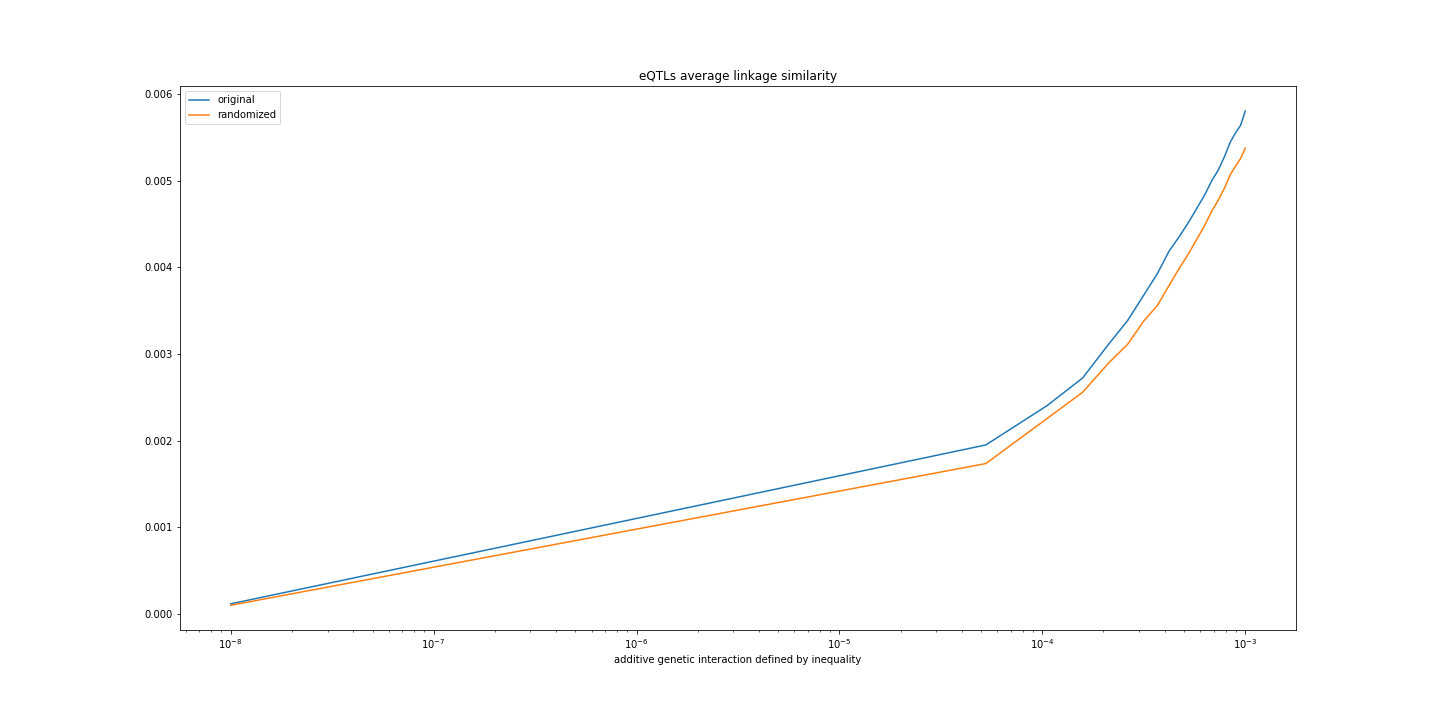 eQTLs average linkage similarity
original
randomized
0.006
0.005
0.004
0.003
0.002
0.001
0.000
10⁻⁸ 10⁻⁷ 10⁻⁶ 10⁻⁵ 10⁻⁴ 10⁻³
additive genetic interaction defined by inequality